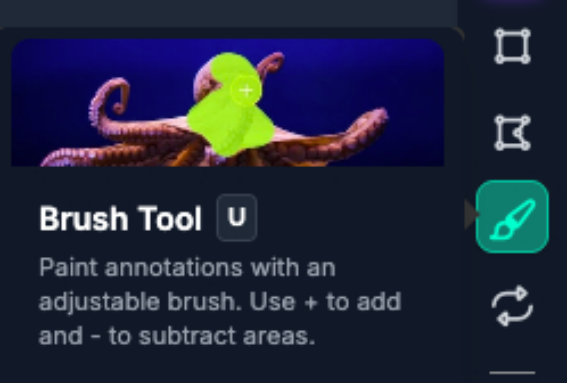 Brush Tool U
Paint annotations with an
adjustable brush. Use + to add
and - to subtract areas.